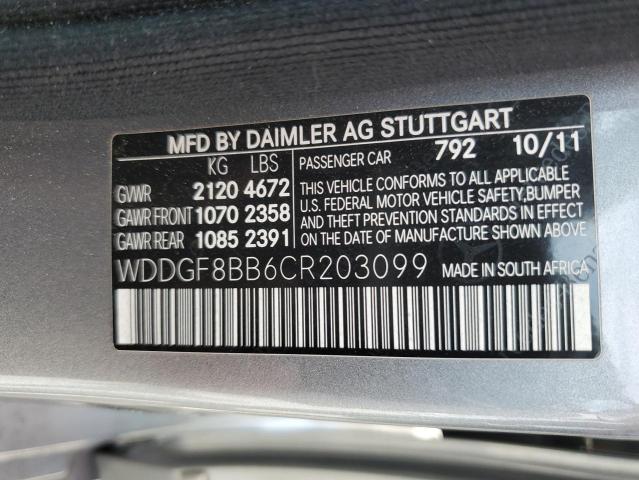 MFD BY DAIMLER AG STUTTGART
KG LBS
GVWR 2120 4672
GAWR FRONT 1070 2358
GAWR REAR 1085 2391
PASSENGER CAR 792 10/11
THIS VEHICLE CONFORMS TO ALL APPLICABLE
U.S. FEDERAL MOTOR VEHICLE SAFETY, BUMPER
AND THEFT PREVENTION STANDARDS IN EFFECT
ON THE DATE OF MANUFACTURE SHOWN ABOVE.
WDDGF8BB6CR203099 MADE IN SOUTH AFRICA